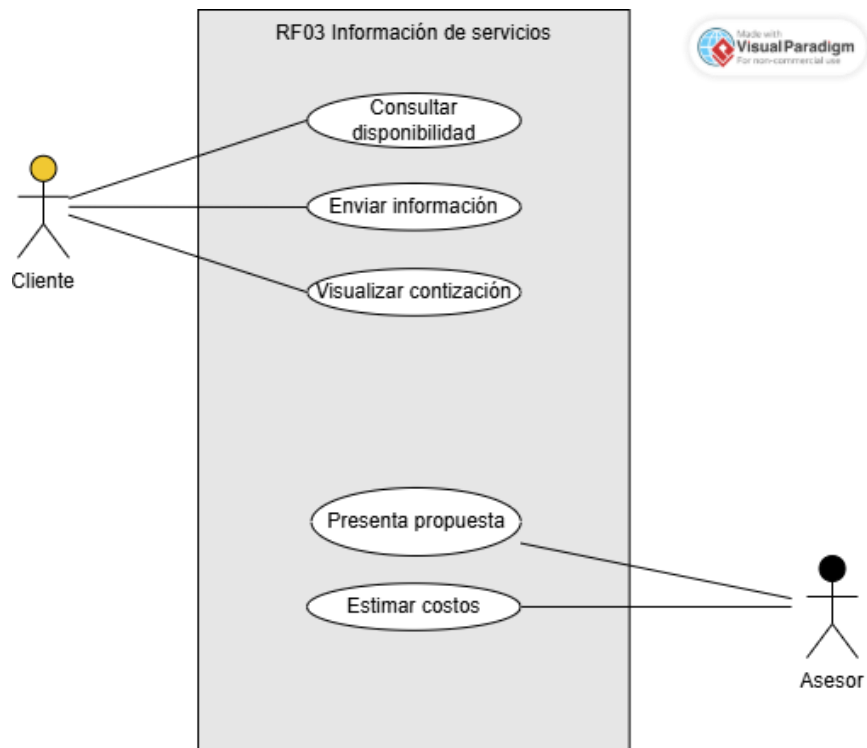 RF03 Información de servicios
Made with
Visual Paradigm
For non-commercial use
Consultar
disponibilidad
Enviar información
Visualizar contización
Cliente
Presenta propuesta
Estimar costos
Asesor